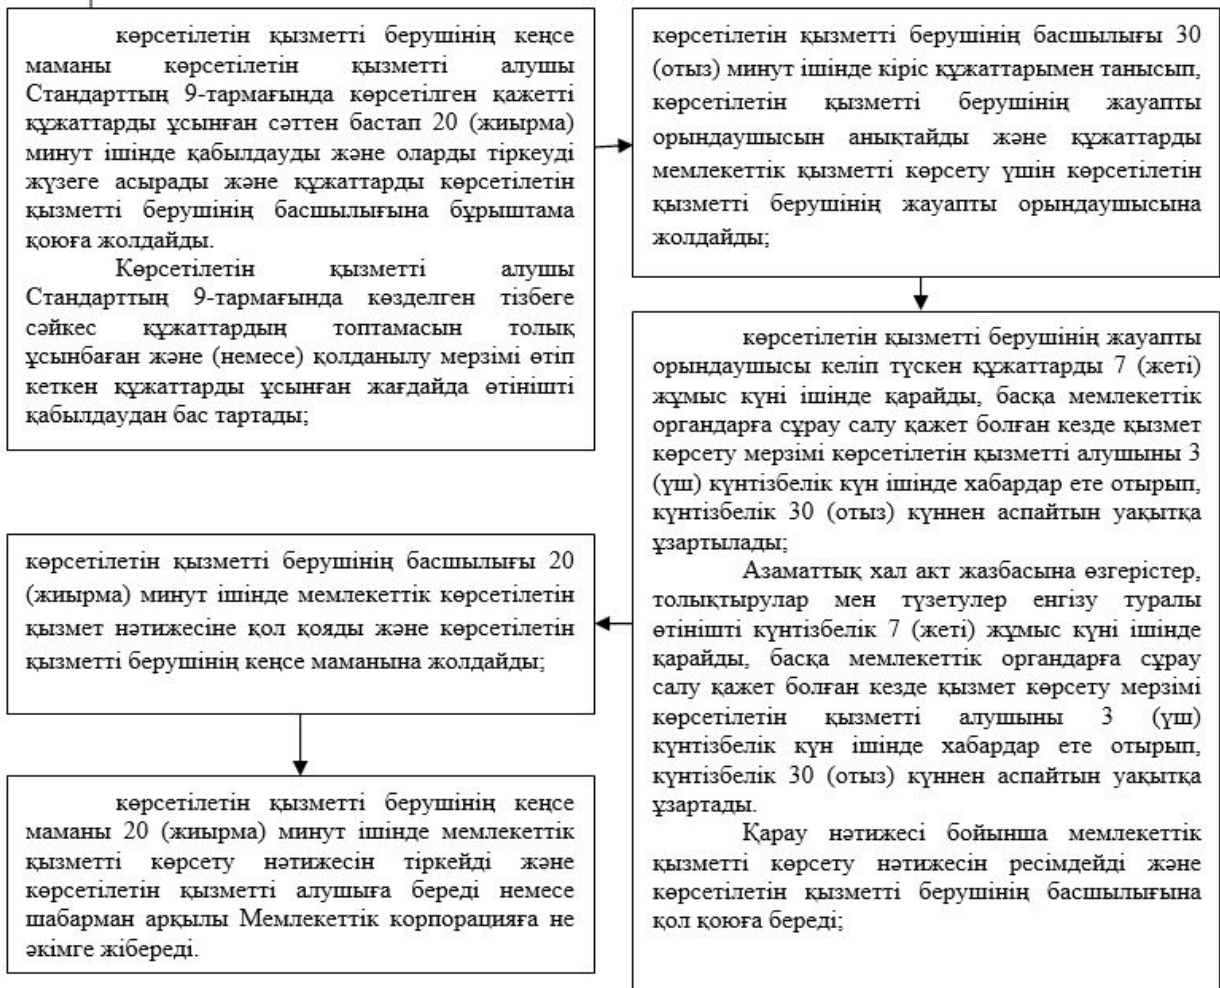 көрсетілетін қызметті берушінің кеңсе
маманы көрсетілетін қызметті алушы
Стандарттың 9-тармағында көрсетілген қажетті
құжаттарды ұсынған сәттен бастап 20 (жиырма)
минут ішінде қабылдауды және оларды тіркеуді
жүзеге асырады және құжаттарды көрсетілетін
қызметті берушінің басшылығына бұрыштама
қоюға жолдайды.
Көрсетілетін қызметті алушы
Стандарттың 9-тармағында көзделген тізбеге
сәйкес құжаттардың топтамасын толық
ұсынбаған және (немесе) қолданылу мерзімі өтіп
кеткен құжаттарды ұсынған жағдайда өтінішті
қабылдаудан бас тартады;
көрсетілетін қызметті берушінің басшылығы 30
(отыз) минут ішінде кіріс құжаттарымен танысып,
көрсетілетін қызметті берушінің жауапты
орындаушысын анықтайды және құжаттарды
мемлекеттік қызметті көрсету үшін көрсетілетін
қызметті берушінің жауапты орындаушысына
жолдайды;
көрсетілетін қызметті берушінің жауапты
орындаушысы келіп түскен құжаттарды 7 (жеті)
жұмыс күні ішінде қарайды, басқа мемлекеттік
органдарға сұрау салу қажет болған кезде қызмет
көрсету мерзімі көрсетілетін қызметті алушыны 3
(үш) күнтізбелік күн ішінде хабардар ете отырып,
күнтізбелік 30 (отыз) күннен аспайтын уақытқа
ұзартылады;
Азаматтық хал акт жазбасына өзгерістер,
толықтырулар мен түзетулер енгізу туралы
өтінішті күнтізбелік 7 (жеті) жұмыс күні ішінде
қарайды, басқа мемлекеттік органдарға сұрау
салу қажет болған кезде қызмет көрсету мерзімі
көрсетілетін қызметті алушыны 3 (үш)
күнтізбелік күн ішінде хабардар ете отырып,
күнтізбелік 30 (отыз) күннен аспайтын уақытқа
ұзартады.
Қарау нәтижесі бойынша мемлекеттік
қызметті көрсету нәтижесін ресімдейді және
көрсетілетін қызметті берушінің басшылығына
қол қоюға береді;
көрсетілетін қызметті берушінің басшылығы 20
(жиырма) минут ішінде мемлекеттік көрсетілетін
қызмет нәтижесіне қол қояды және көрсетілетін
қызметті берушінің кеңсе маманына жолдайды;
көрсетілетін қызметті берушінің кеңсе
маманы 20 (жиырма) минут ішінде мемлекеттік
қызметті көрсету нәтижесін тіркейді және
көрсетілетін қызметті алушыға береді немесе
шабарман арқылы Мемлекеттік корпорацияға не
әкімге жібереді.